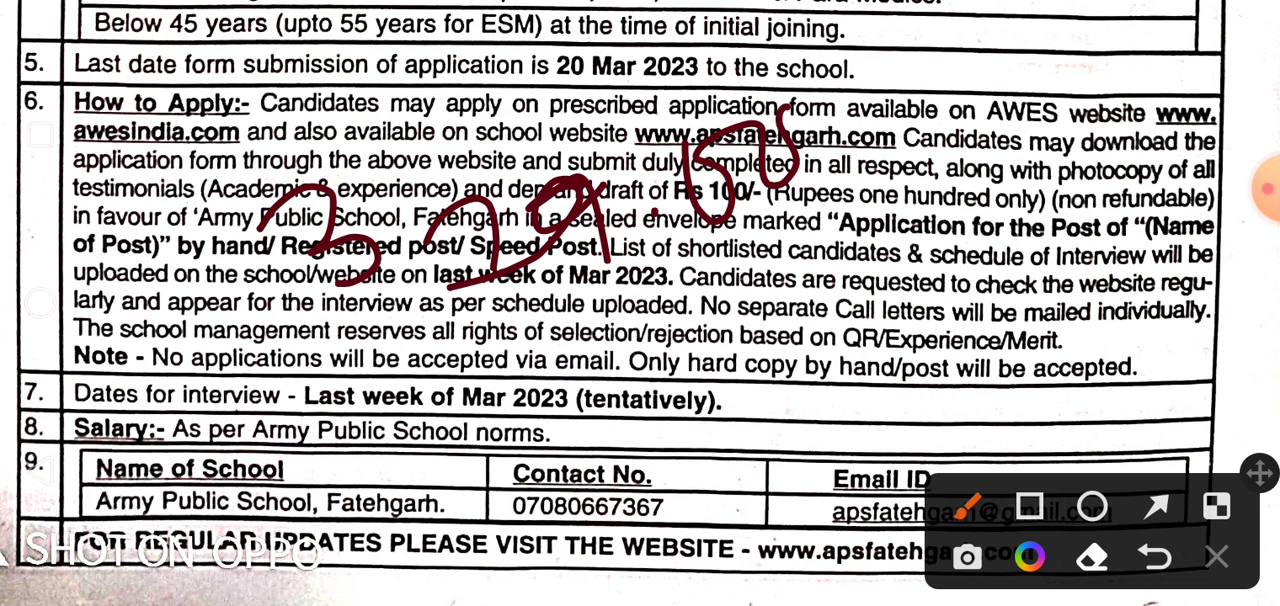 Below 45 years (upto 55 years for ESM) at the time of initial joining.
5. Last date form submission of application is 20 Mar 2023 to the school.
6. How to Apply:- Candidates may apply on prescribed application form available on AWES website www.
awesindia.com and also available on school website www.apsfatehgarh.com Candidates may download the
application form through the above website and submit duly completed in all respect, along with photocopy of all
testimonials (Academic & experience) and demand draft of Rs 100/- (Rupees one hundred only) (non refundable)
in favour of 'Army Public School, Fatehgarh in a sealed envelope marked "Application for the Post of "(Name
of Post)" by hand/ Registered post/ Speed Post. List of shortlisted candidates & schedule of Interview will be
uploaded on the school/website on last week of Mar 2023. Candidates are requested to check the website regu-
larly and appear for the interview as per schedule uploaded. No separate Call letters will be mailed individually.
The school management reserves all rights of selection/rejection based on QR/Experience/Merit.
Note - No applications will be accepted via email. Only hard copy by hand/post will be accepted.
7. Dates for interview - Last week of Mar 2023 (tentatively).
8. Salary:- As per Army Public School norms.
9. Name of School Contact No. Email ID
Army Public School, Fatehgarh. 07080667367 apsfatehgarh@gmail.com
FOR REGULAR UPDATES PLEASE VISIT THE WEBSITE - www.apsfatehgarh.com
SHOT ON OPPO